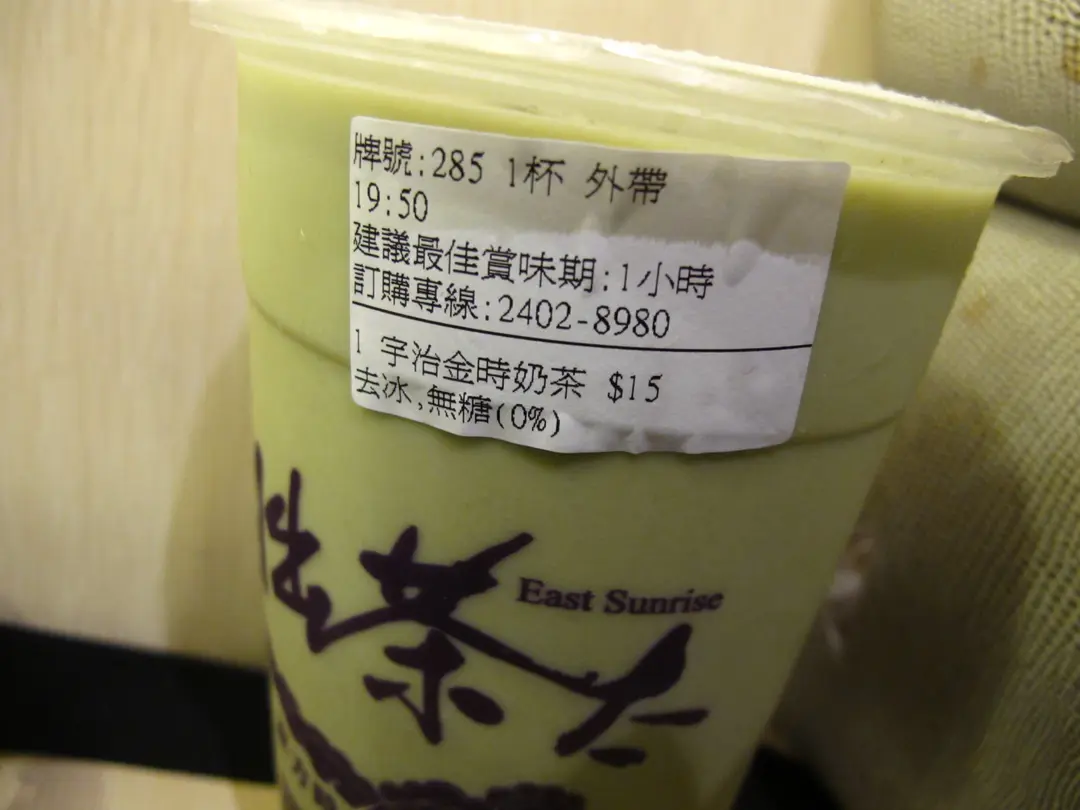 牌號:285 1杯 外帶
19:50
建議最佳賞味期:1小時
訂購專線:2402-8980
1 宇治金時奶茶 $15
去冰,無糖(0%)
茶
East Sunrise